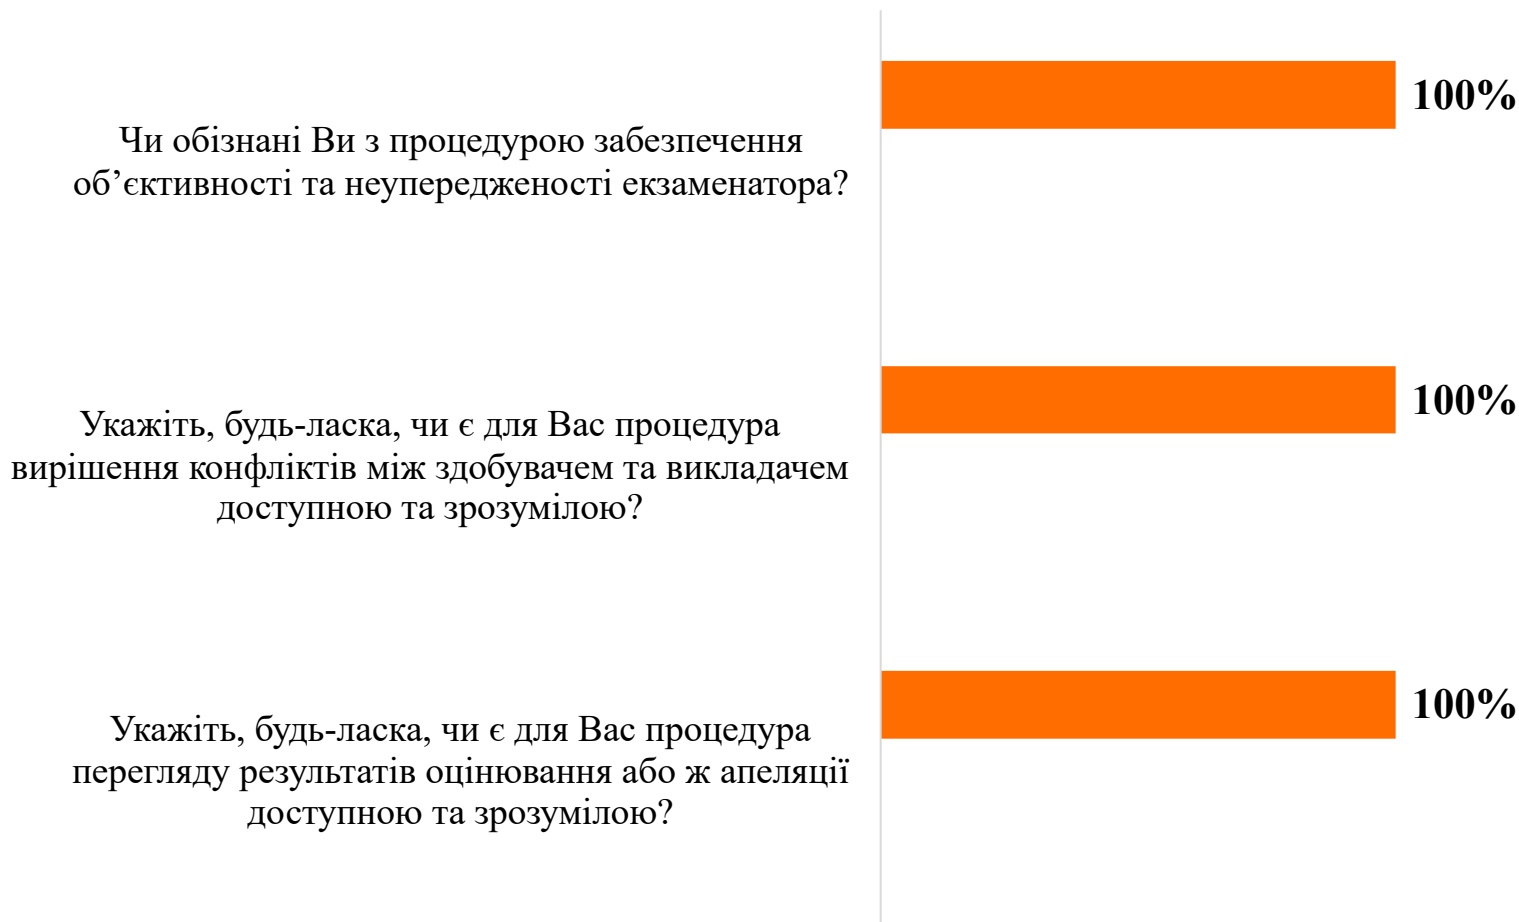 100%
Чи обізнані Ви з процедурою забезпечення
об’єктивності та неупередженості екзаменатора?
100%
Укажіть, будь-ласка, чи є для Вас процедура
вирішення конфліктів між здобувачем та викладачем
доступною та зрозумілою?
100%
Укажіть, будь-ласка, чи є для Вас процедура
перегляду результатів оцінювання або ж апеляції
доступною та зрозумілою?